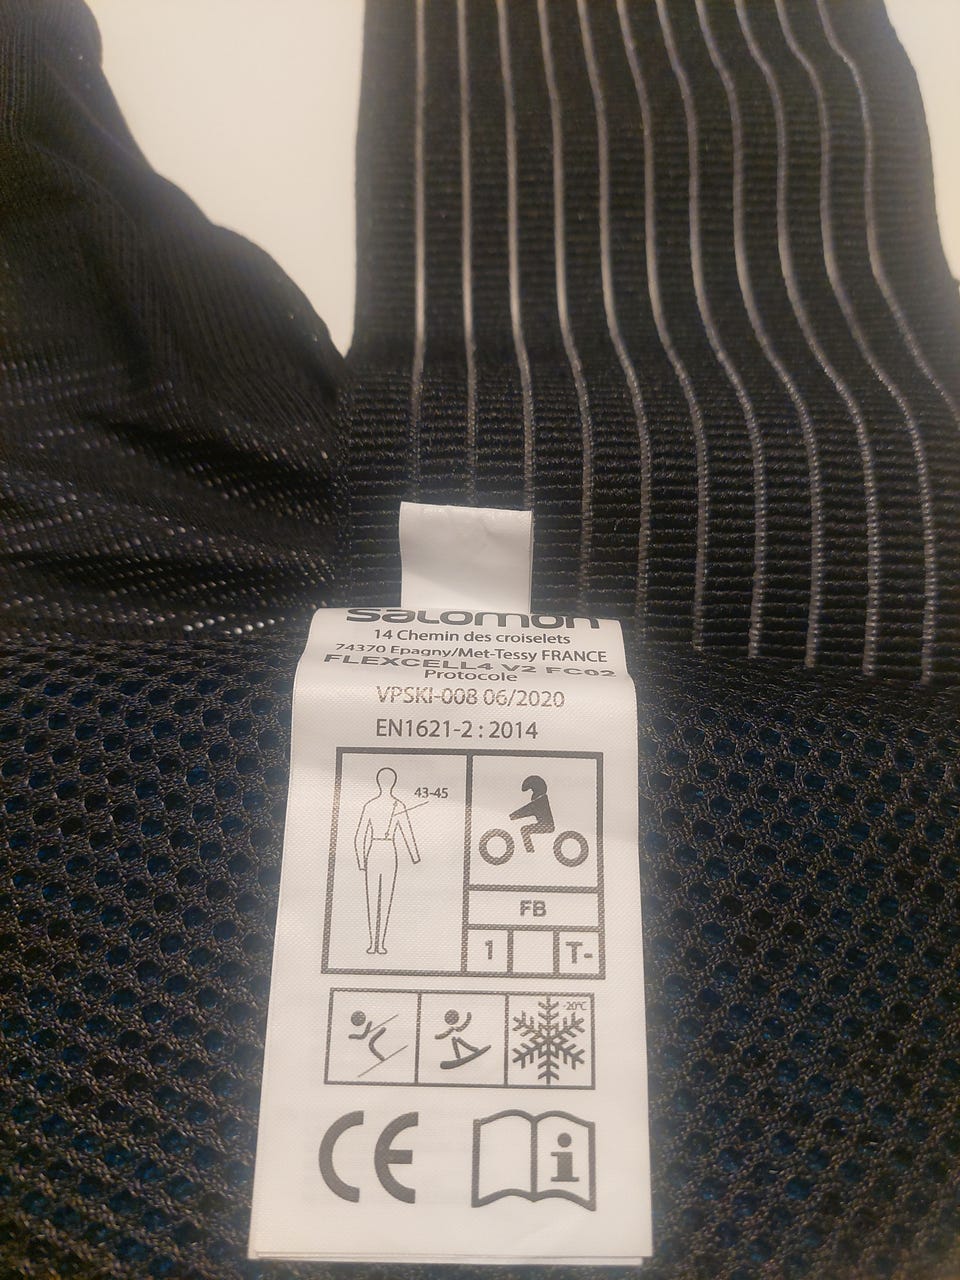 salomon
14 Chemin des croiselets
74370 Epagny/Met-Tessy FRANCE
FLEXCELL4 V2 FC02
Protocole
VPSKI-008 06/2020
EN1621-2 : 2014
43-45
FB
1 T-
-20°C
CE
i